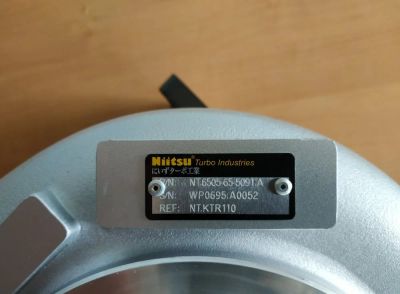 Niitsu Turbo Industries
にいずターボ工業
P/N: NT.6505-65-5091.A
S/N: WP0695:A0052
REF: NT.KTR110